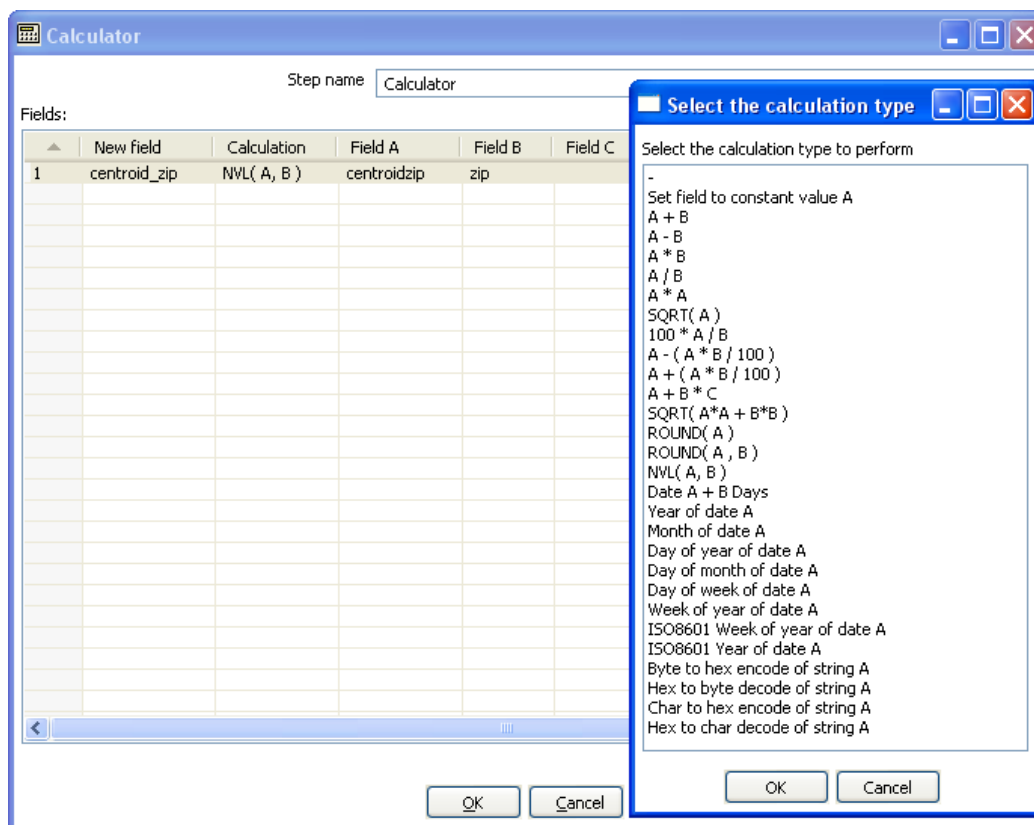 Calculator
Step name Calculator
Fields:
New field Calculation Field A Field B Field C
1 centroid_zip NVL( A, B ) centroidzip zip
OK Cancel
Select the calculation type
Select the calculation type to perform
-
Set field to constant value A
A + B
A - B
A * B
A / B
A * A
SQRT( A )
100 * A / B
A - ( A * B / 100 )
A + ( A * B / 100 )
A + B * C
SQRT( A*A + B*B )
ROUND( A )
ROUND( A , B )
NVL( A, B )
Date A + B Days
Year of date A
Month of date A
Day of year of date A
Day of month of date A
Day of week of date A
Week of year of date A
ISO8601 Week of year of date A
ISO8601 Year of date A
Byte to hex encode of string A
Hex to byte decode of string A
Char to hex encode of string A
Hex to char decode of string A
OK Cancel